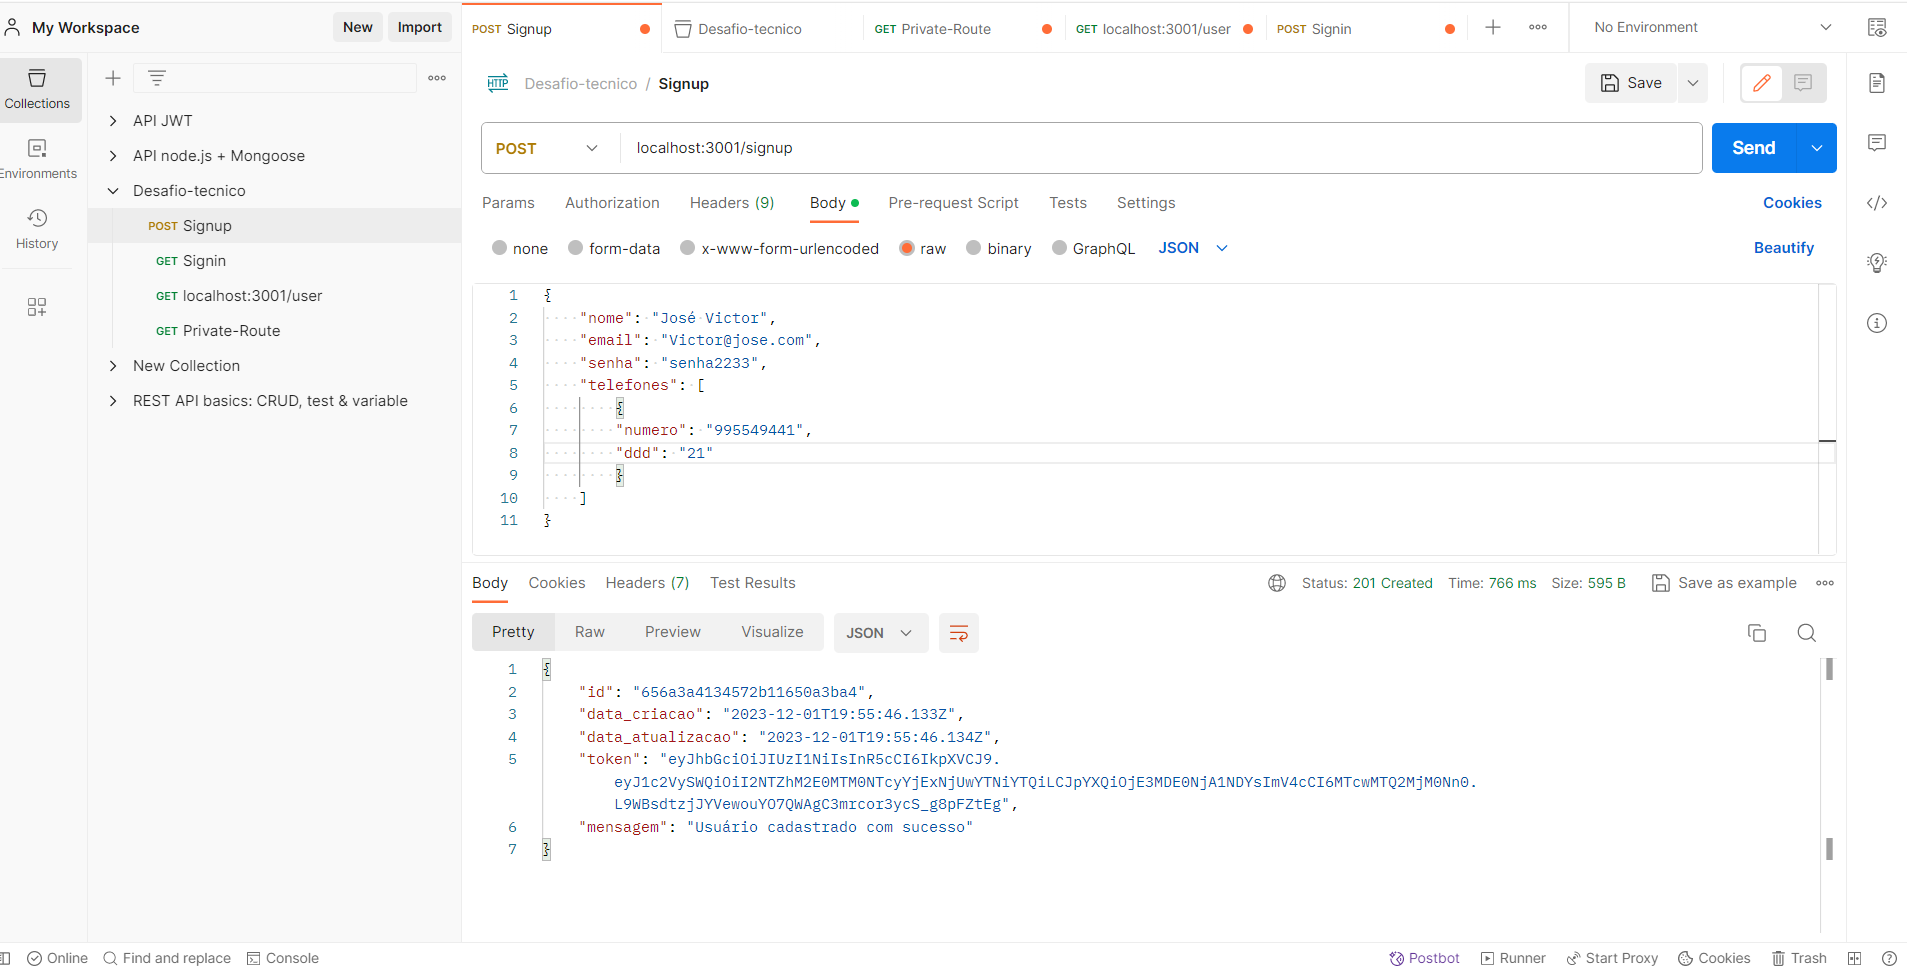 My Workspace
New
Import
POST Signup
Desafio-tecnico
GET Private-Route
GET localhost:3001/user
POST Signin
No Environment
Collections
Environments
History
API JWT
API node.js + Mongoose
Desafio-tecnico
POST Signup
GET Signin
GET localhost:3001/user
GET Private-Route
New Collection
REST API basics: CRUD, test & variable
HTTP Desafio-tecnico / Signup
Save
POST
localhost:3001/signup
Send
Params Authorization Headers (9) Body Pre-request Script Tests Settings
Cookies
none form-data x-www-form-urlencoded raw binary GraphQL JSON
Beautify
1 {
2 "nome": "José Victor",
3 "email": "Victor@jose.com",
4 "senha": "senha2233",
5 "telefones": [
6 {
7 "numero": "995549441",
8 "ddd": "21"
9 }
10 ]
11 }
Body Cookies Headers (7) Test Results
Status: 201 Created Time: 766 ms Size: 595 B
Save as example
Pretty Raw Preview Visualize JSON
1 {
2 "id": "656a3a4134572b11650a3ba4",
3 "data_criacao": "2023-12-01T19:55:46.133Z",
4 "data_atualizacao": "2023-12-01T19:55:46.134Z",
5 "token": "eyJhbGciOiJIUzI1NiIsInR5cCI6IkpXVCJ9.
eyJ1c2VySWQiOiI2NTZhM2E0MTM0NTcyYjExNjUwYTNiYTQiLCJpYXQiOjE3MDE0NjA1NDYsImV4cCI6MTcwMTQ2MjM0Nn0.
L9WBsdtzjJYVewouYO7QWAgC3mrcor3ycS_g8pFZtEg",
6 "mensagem": "Usuário cadastrado com sucesso"
7 }
Online
Find and replace
Console
Postbot
Runner
Start Proxy
Cookies
Trash